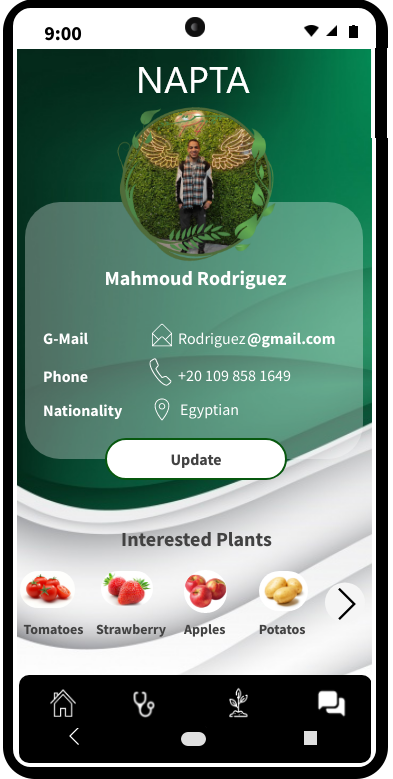 9:00
NAPTA
Mahmoud Rodriguez
G-Mail Rodriguez@gmail.com
Phone +20 109 858 1649
Nationality Egyptian
Update
Interested Plants
Tomatoes Strawberry Apples Potatos